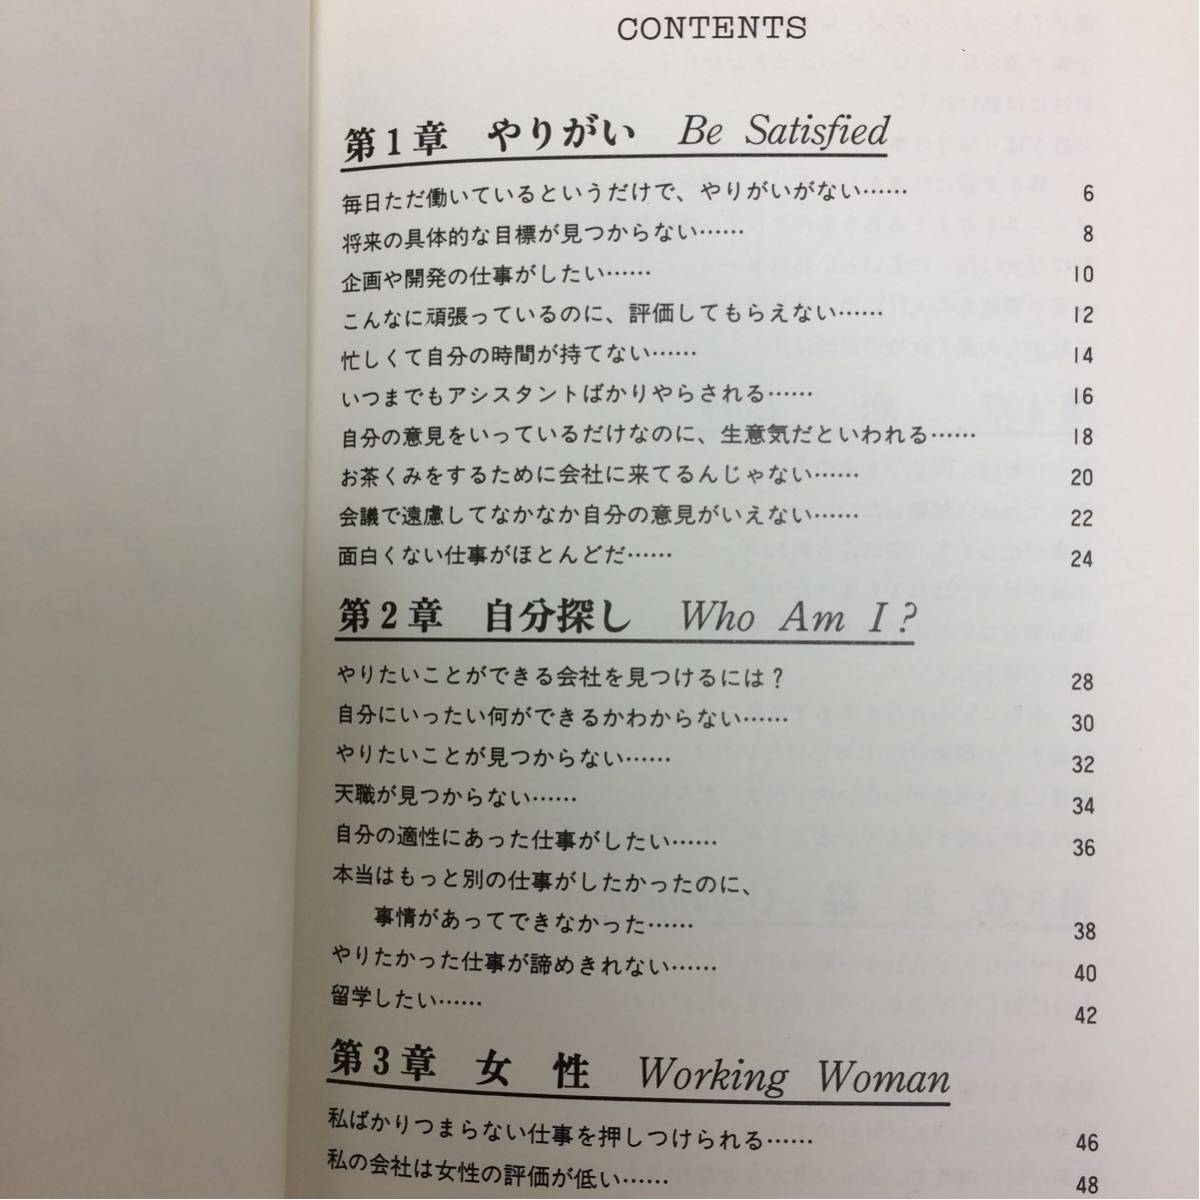 CONTENTS
第1章 やりがい Be Satisfied
毎日ただ働いているというだけで、やりがいがない…… 6
将来の具体的な目標が見つからない…… 8
企画や開発の仕事がしたい…… 10
こんなに頑張っているのに、評価してもらえない…… 12
忙しくて自分の時間が持てない…… 14
いつまでもアシスタントばかりやらされる…… 16
自分の意見をいっているだけなのに、生意気だといわれる…… 18
お茶くみをするために会社に来てるんじゃない…… 20
会議で遠慮してなかなか自分の意見がいえない…… 22
面白くない仕事がほとんどだ…… 24
第2章 自分探し Who Am I?
やりたいことができる会社を見つけるには? 28
自分にいったい何ができるかわからない…… 30
やりたいことが見つからない…… 32
天職が見つからない…… 34
自分の適性にあった仕事がしたい…… 36
本当はもっと別の仕事がしたかったのに、
事情があってできなかった…… 38
やりたかった仕事が諦めきれない…… 40
留学したい…… 42
第3章 女性 Working Woman
私ばかりつまらない仕事を押しつけられる…… 46
私の会社は女性の評価が低い…… 48